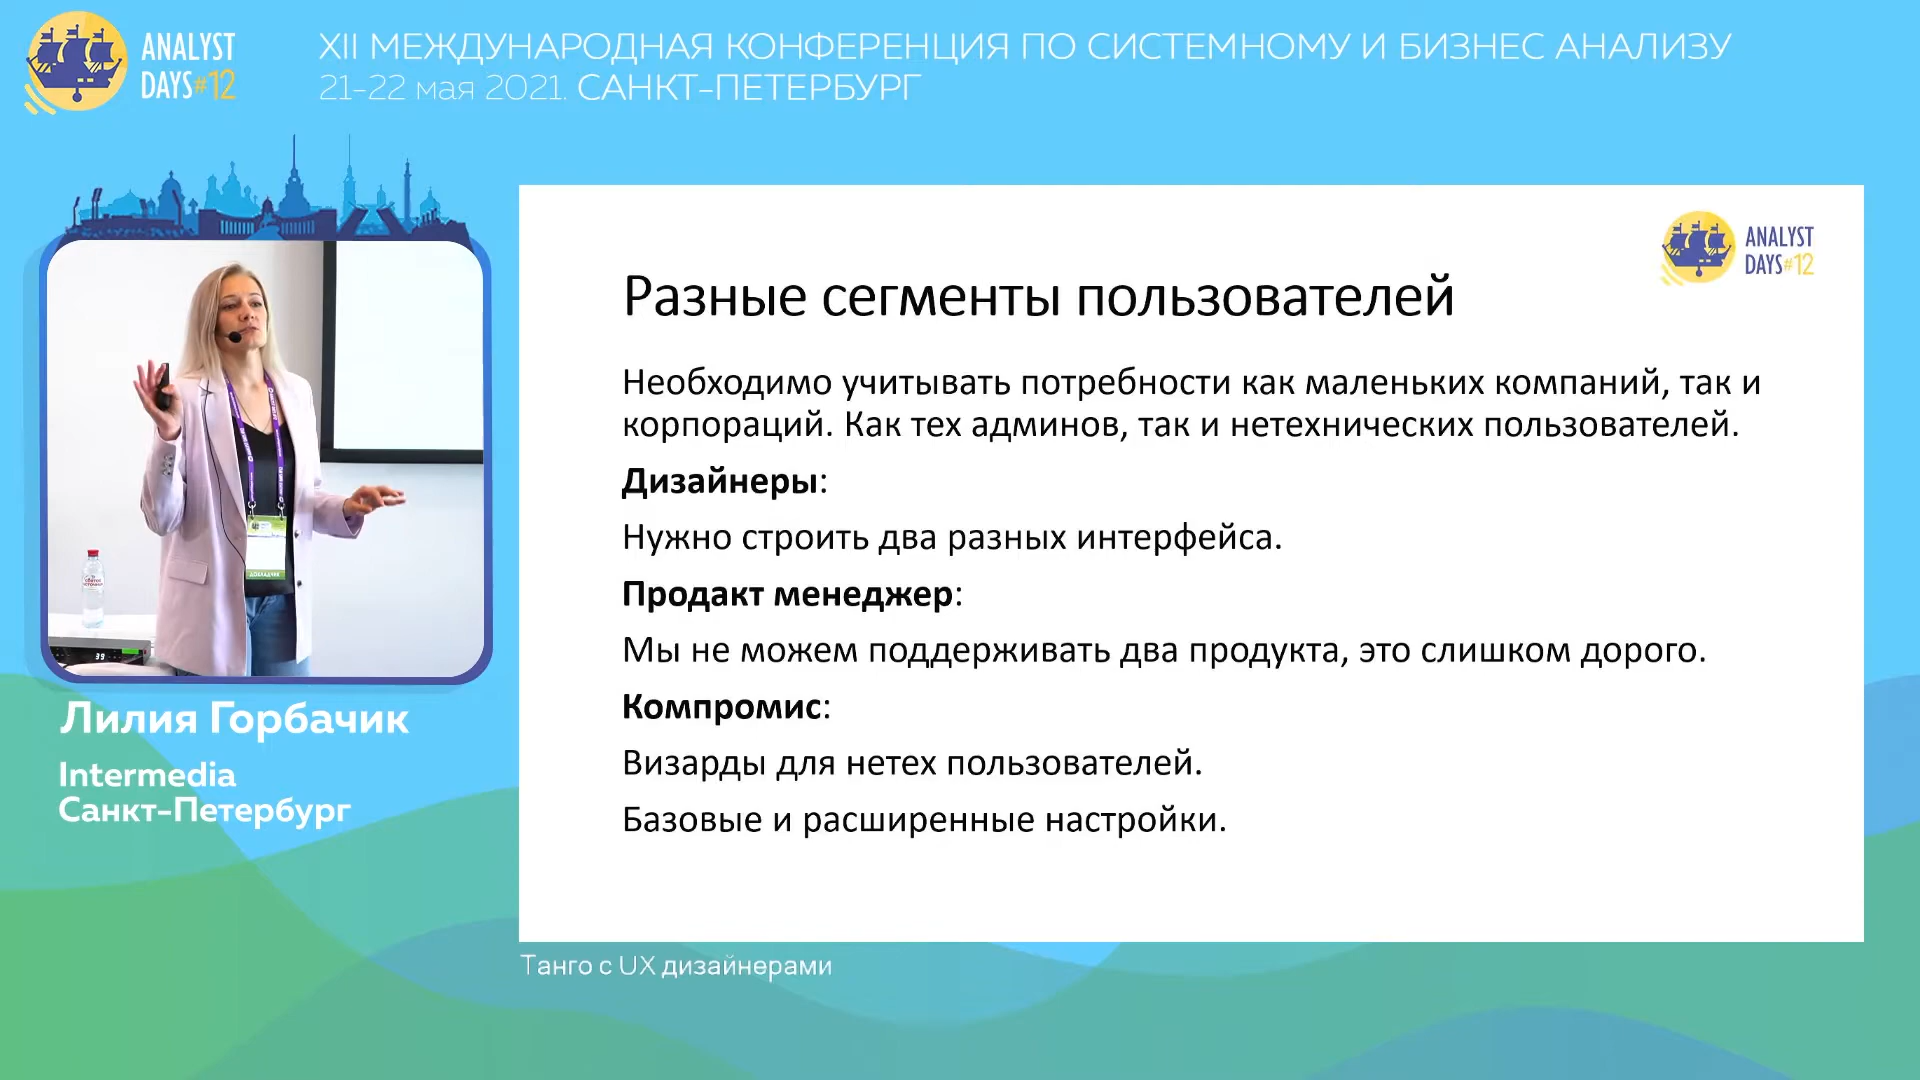 ANALYST
DAYS#12
XII МЕЖДУНАРОДНАЯ КОНФЕРЕНЦИЯ ПО СИСТЕМНОМУ И БИЗНЕС АНАЛИЗУ
21-22 мая 2021. САНКТ-ПЕТЕРБУРГ
ANALYST
DAYS#12
Разные сегменты пользователей
Необходимо учитывать потребности как маленьких компаний, так и
корпораций. Как тех админов, так и нетехнических пользователей.
Дизайнеры:
Нужно строить два разных интерфейса.
Продакт менеджер:
Мы не можем поддерживать два продукта, это слишком дорого.
Компромис:
Визарды для нетех пользователей.
Базовые и расширенные настройки.
ДОКЛАДЧИК
39
Лилия Горбачик
Intermedia
Санкт-Петербург
Танго с UX дизайнерами